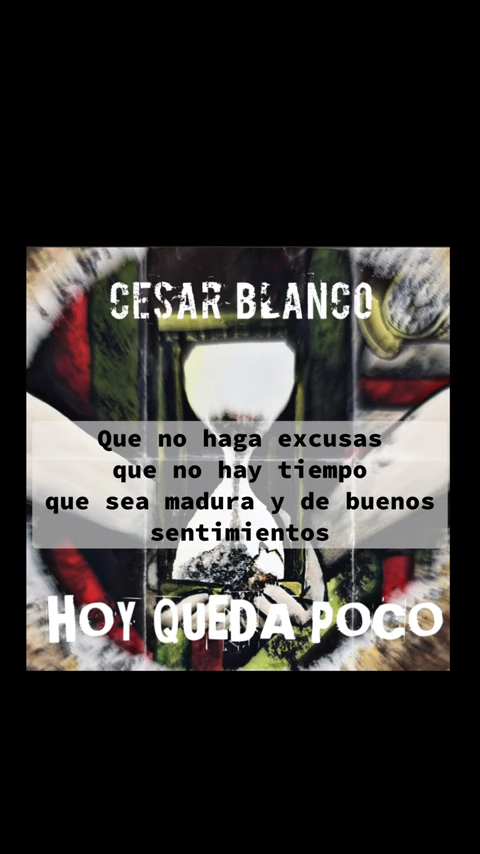 CESAR BLANCO
Que no haga excusas
que no hay tiempo
que sea madura y de buenos
sentimientos
HOY QUEDA POCO